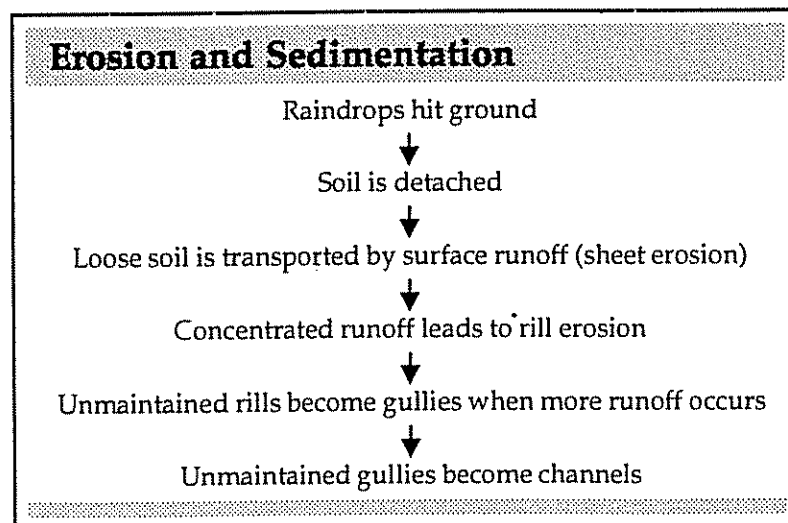 Erosion and Sedimentation
Raindrops hit ground
Soil is detached
Loose soil is transported by surface runoff (sheet erosion)
Concentrated runoff leads to rill erosion
Unmaintained rills become gullies when more runoff occurs
Unmaintained gullies become channels